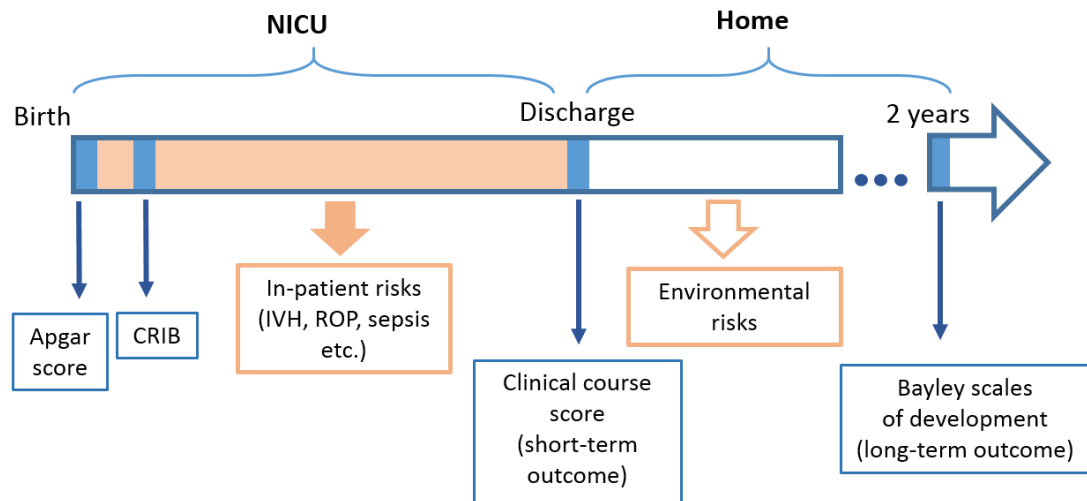 NICU
Home
Birth
Discharge
2 years
Apgar
score
CRIB
In-patient risks
(IVH, ROP, sepsis
etc.)
Clinical course
score
(short-term
outcome)
Environmental
risks
Bayley scales
of development
(long-term outcome)